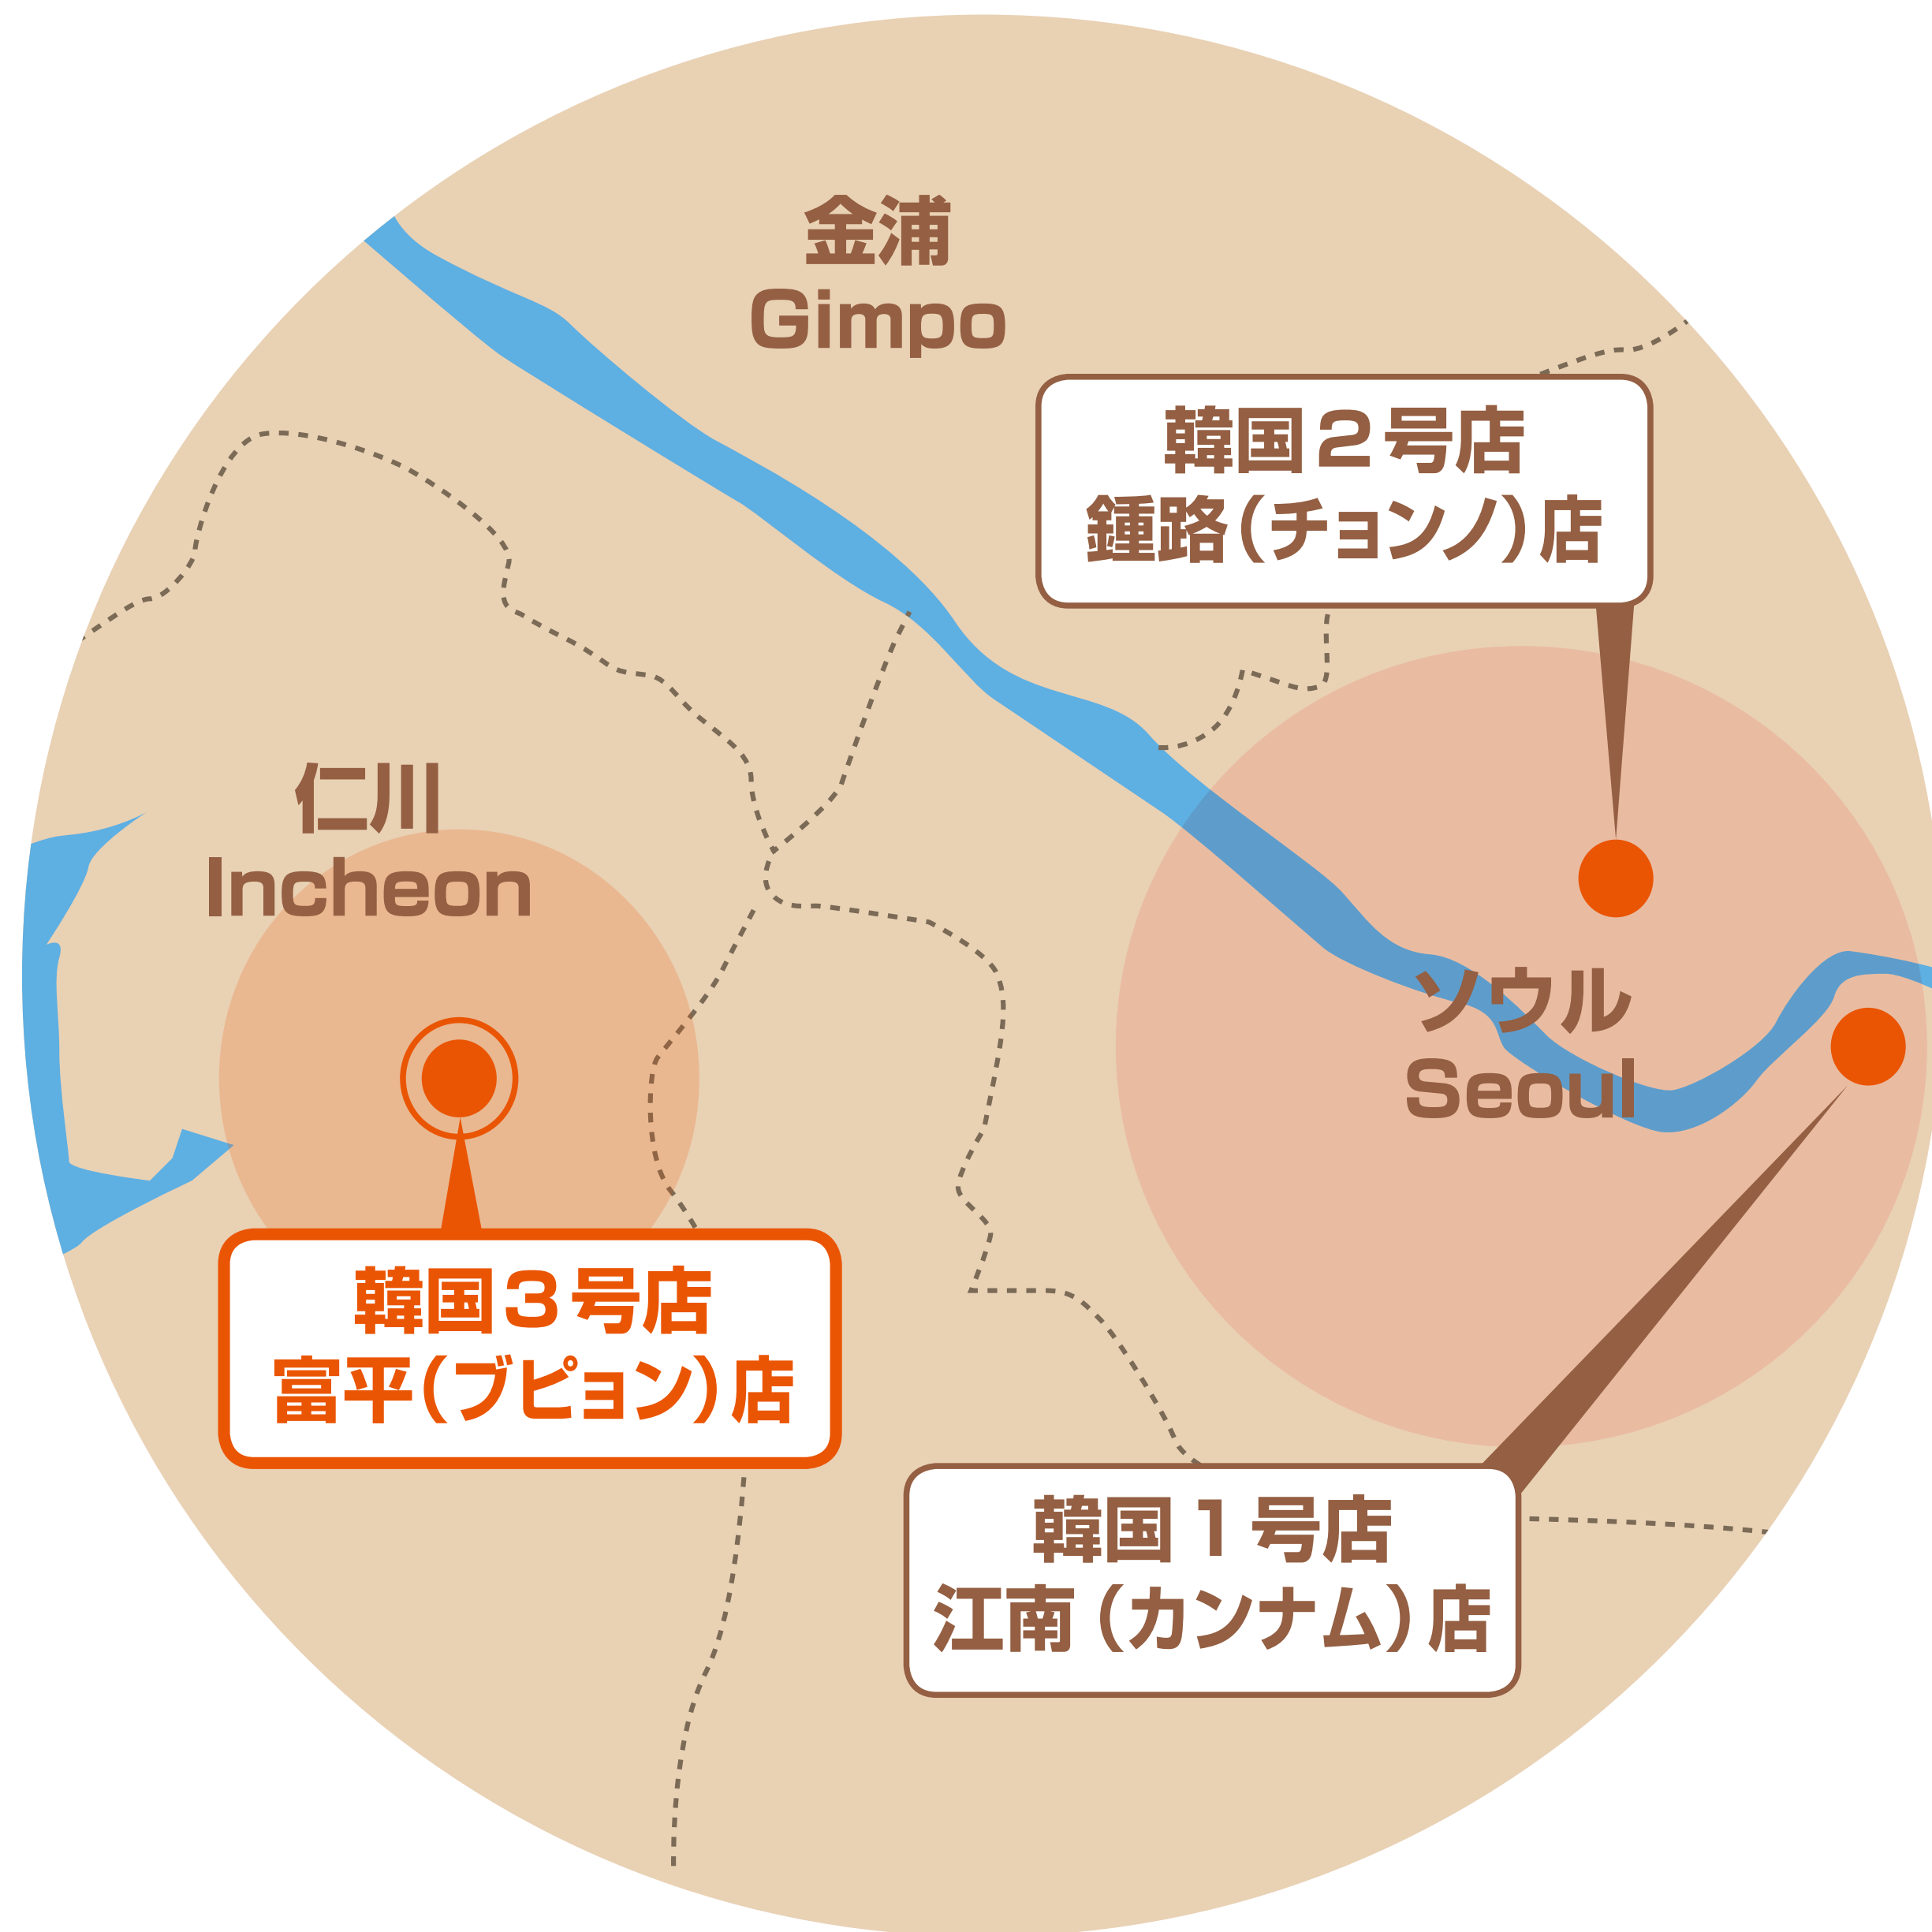 金浦
Gimpo
韓国2号店
鍾路(チョンノ)店
仁川
Incheon
ソウル
Seoul
韓国3号店
富平(プピョン)店
韓国1号店
江南(カンナム)店